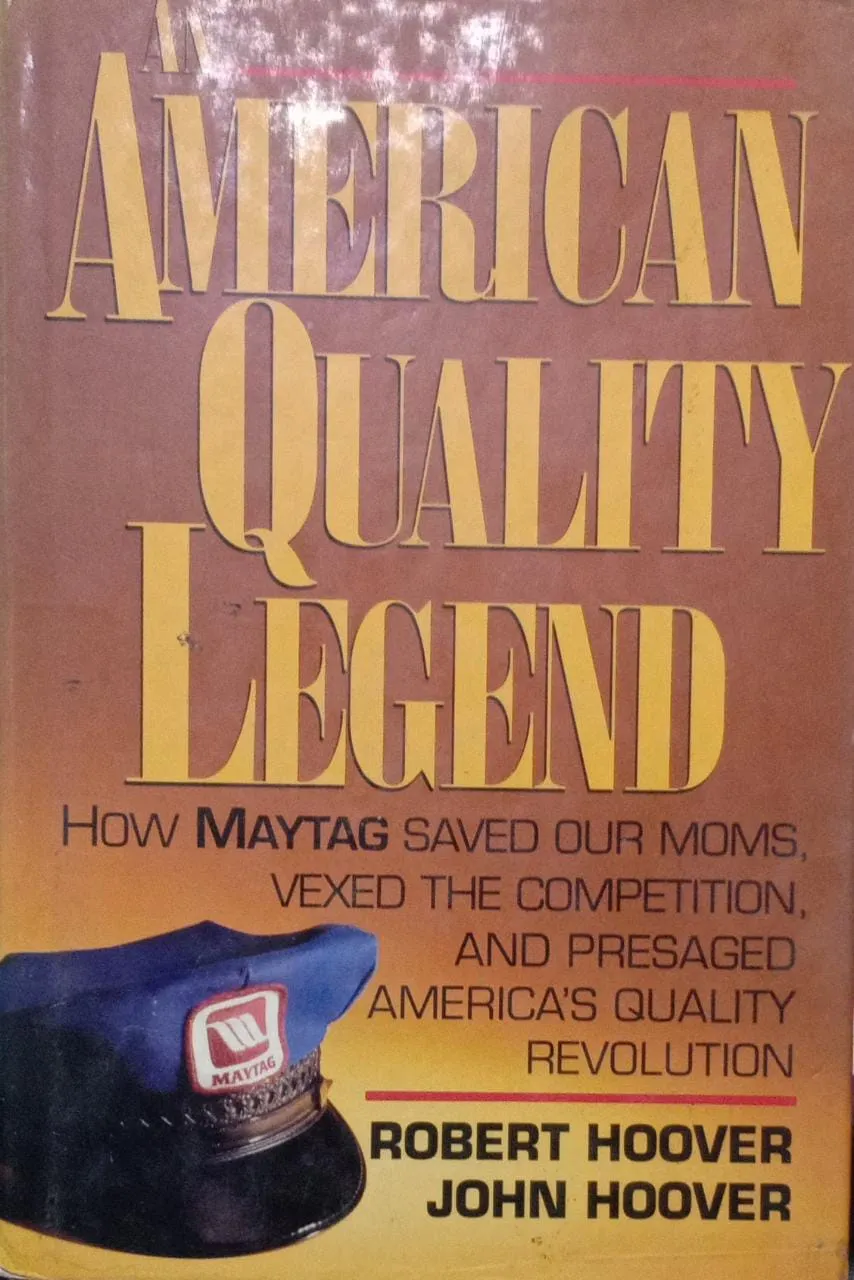 AN
AMERICAN
QUALITY
LEGEND
HOW MAYTAG SAVED OUR MOMS,
VEXED THE COMPETITION,
AND PRESAGED
AMERICA'S QUALITY
REVOLUTION
MAYTAG
ROBERT HOOVER
JOHN HOOVER